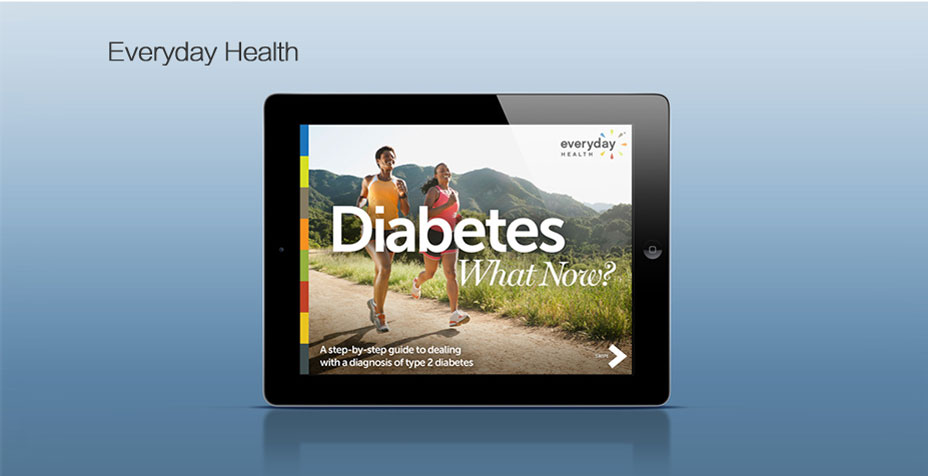 Everyday Health
everyday
HEALTH
Diabetes
What Now?
A step-by-step guide to dealing
with a diagnosis of type 2 diabetes